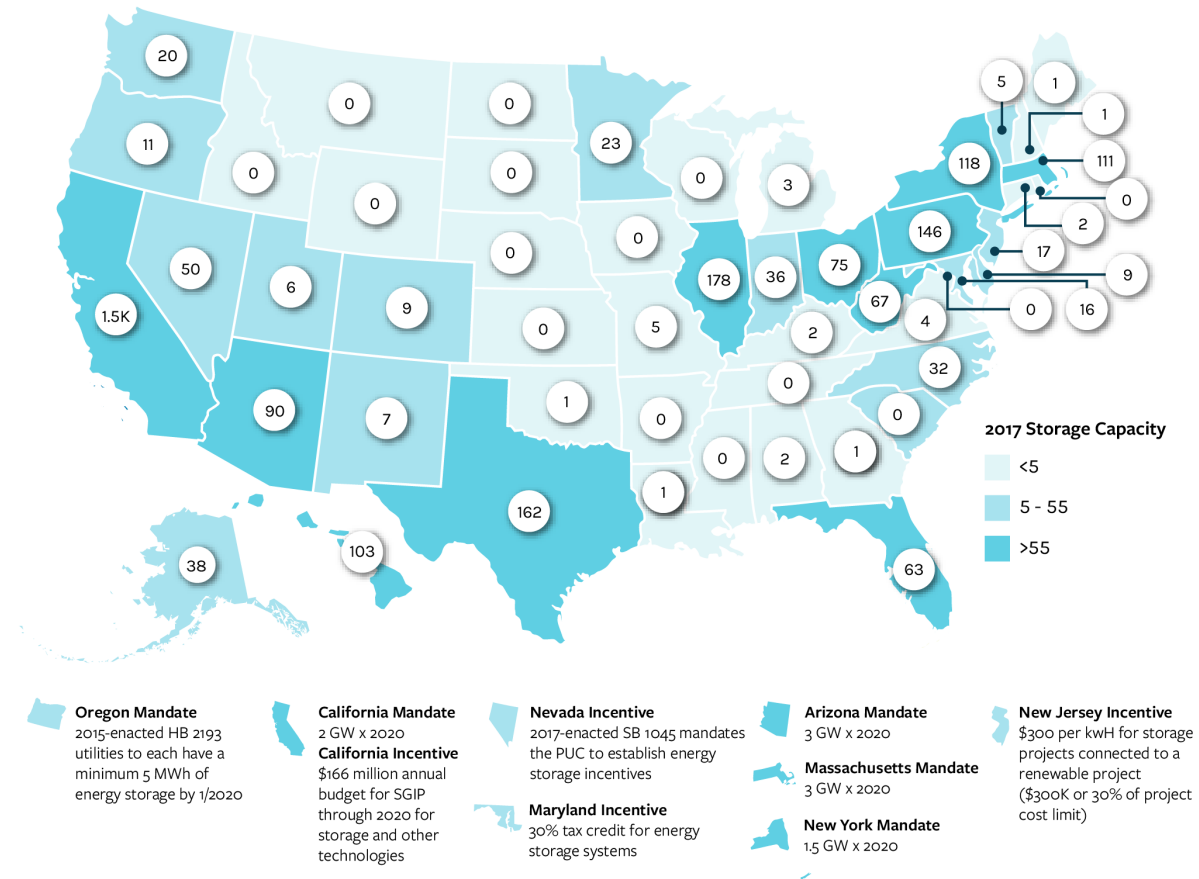 20
0
0
23
11
0
0
0
0
3
5
1
1
118
111
0
2
146
17
9
0
16
50
6
9
0
0
178
36
75
67
4
1.5K
0
5
2
32
90
7
1
0
0
0
162
1
0
2
1
63
38
103
2017 Storage Capacity
<5
5 - 55
>55
Oregon Mandate
2015-enacted HB 2193
utilities to each have a
minimum 5 MWh of
energy storage by 1/2020
California Mandate
2 GW x 2020
California Incentive
$166 million annual
budget for SGIP
through 2020 for
storage and other
technologies
Nevada Incentive
2017-enacted SB 1045 mandates
the PUC to establish energy
storage incentives
Maryland Incentive
30% tax credit for energy
storage systems
Arizona Mandate
3 GW x 2020
Massachusetts Mandate
3 GW x 2020
New York Mandate
1.5 GW x 2020
New Jersey Incentive
$300 per kwH for storage
projects connected to a
renewable project
($300K or 30% of project
cost limit)